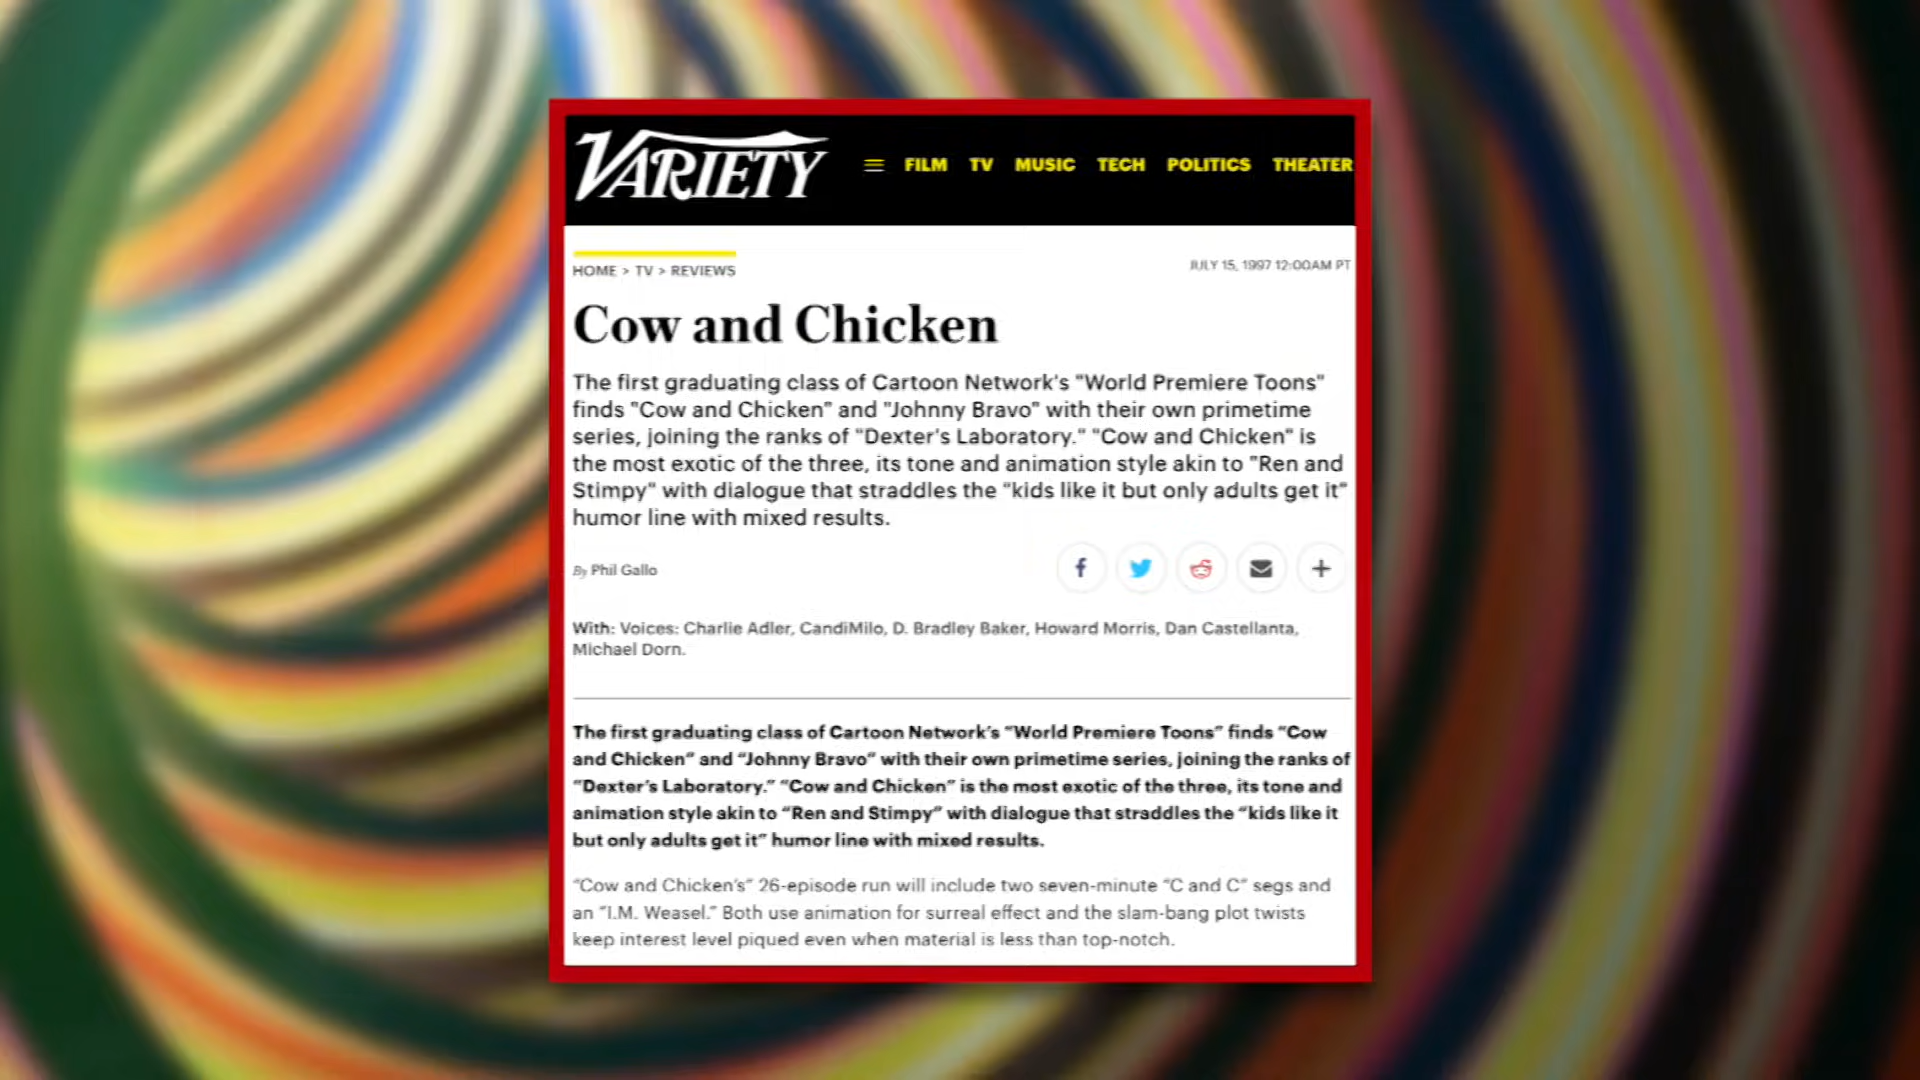 VARIETY
FILM TV MUSIC TECH POLITICS THEATER
HOME > TV > REVIEWS
JULY 15, 1997 12:00AM PT
Cow and Chicken
The first graduating class of Cartoon Network's "World Premiere Toons"
finds "Cow and Chicken" and "Johnny Bravo" with their own primetime
series, joining the ranks of "Dexter's Laboratory." "Cow and Chicken" is
the most exotic of the three, its tone and animation style akin to "Ren and
Stimpy" with dialogue that straddles the "kids like it but only adults get it"
humor line with mixed results.
By Phil Gallo
With: Voices: Charlie Adler, CandiMilo, D. Bradley Baker, Howard Morris, Dan Castellanta,
Michael Dorn.
The first graduating class of Cartoon Network's "World Premiere Toons" finds "Cow
and Chicken" and "Johnny Bravo" with their own primetime series, joining the ranks of
"Dexter's Laboratory." "Cow and Chicken" is the most exotic of the three, its tone and
animation style akin to "Ren and Stimpy" with dialogue that straddles the "kids like it
but only adults get it" humor line with mixed results.
"Cow and Chicken's" 26-episode run will include two seven-minute "C and C" segs and
an "I.M. Weasel." Both use animation for surreal effect and the slam-bang plot twists
keep interest level piqued even when material is less than top-notch.